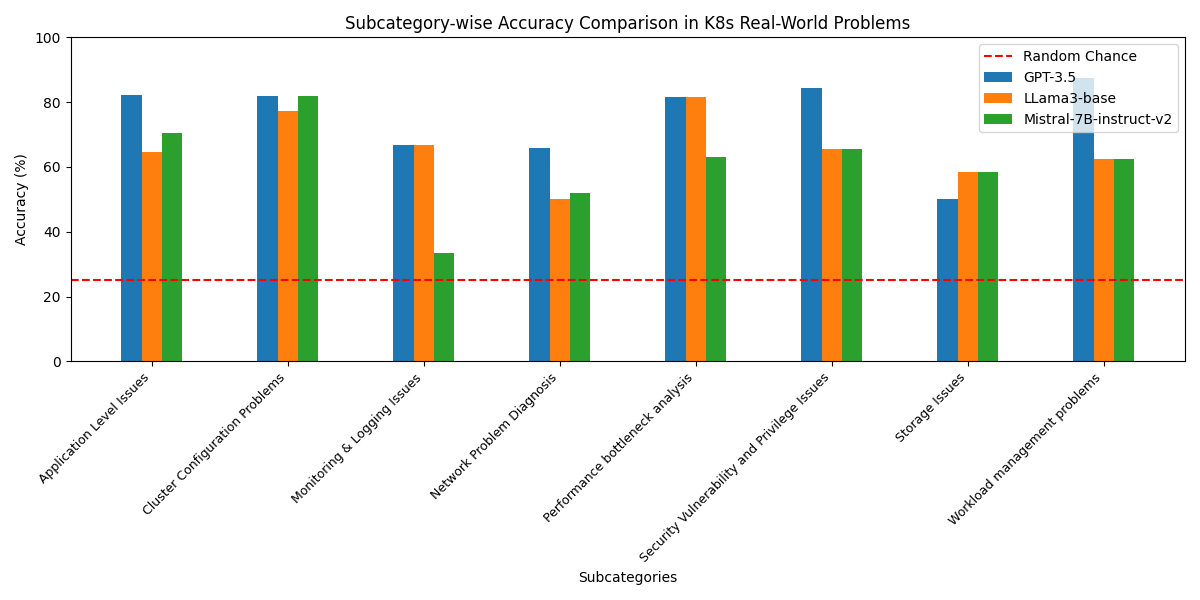 Subcategory-wise Accuracy Comparison in K8s Real-World Problems
100
80
60
40
20
0
Accuracy (%)
Random Chance
GPT-3.5
LLama3-base
Mistral-7B-instruct-v2
Application Level Issues
Cluster Configuration Problems
Monitoring & Logging Issues
Network Problem Diagnosis
Performance bottleneck analysis
Security Vulnerability and Privilege Issues
Storage Issues
Workload management problems
Subcategories